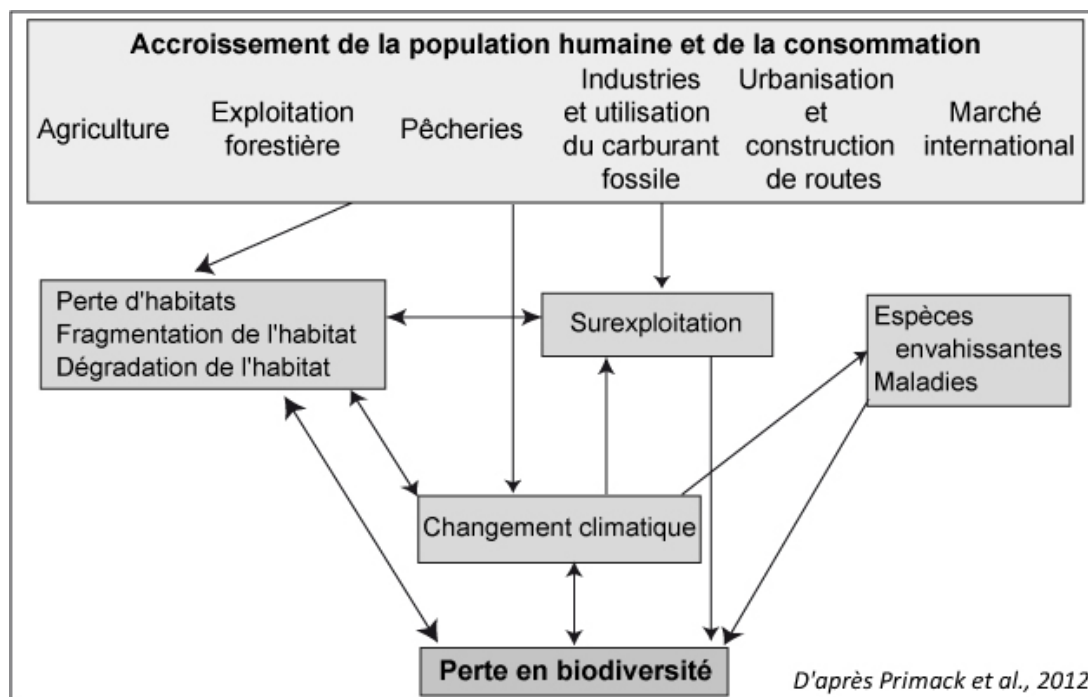 Accroissement de la population humaine et de la consommation
Agriculture
Exploitation
forestière
Pêcheries
Industries
et utilisation
du carburant
fossile
Urbanisation
et
construction
de routes
Marché
international
Perte d'habitats
Fragmentation de l'habitat
Dégradation de l'habitat
Surexploitation
Espèces
envahissantes
Maladies
Changement climatique
Perte en biodiversité
D'après Primack et al., 2012